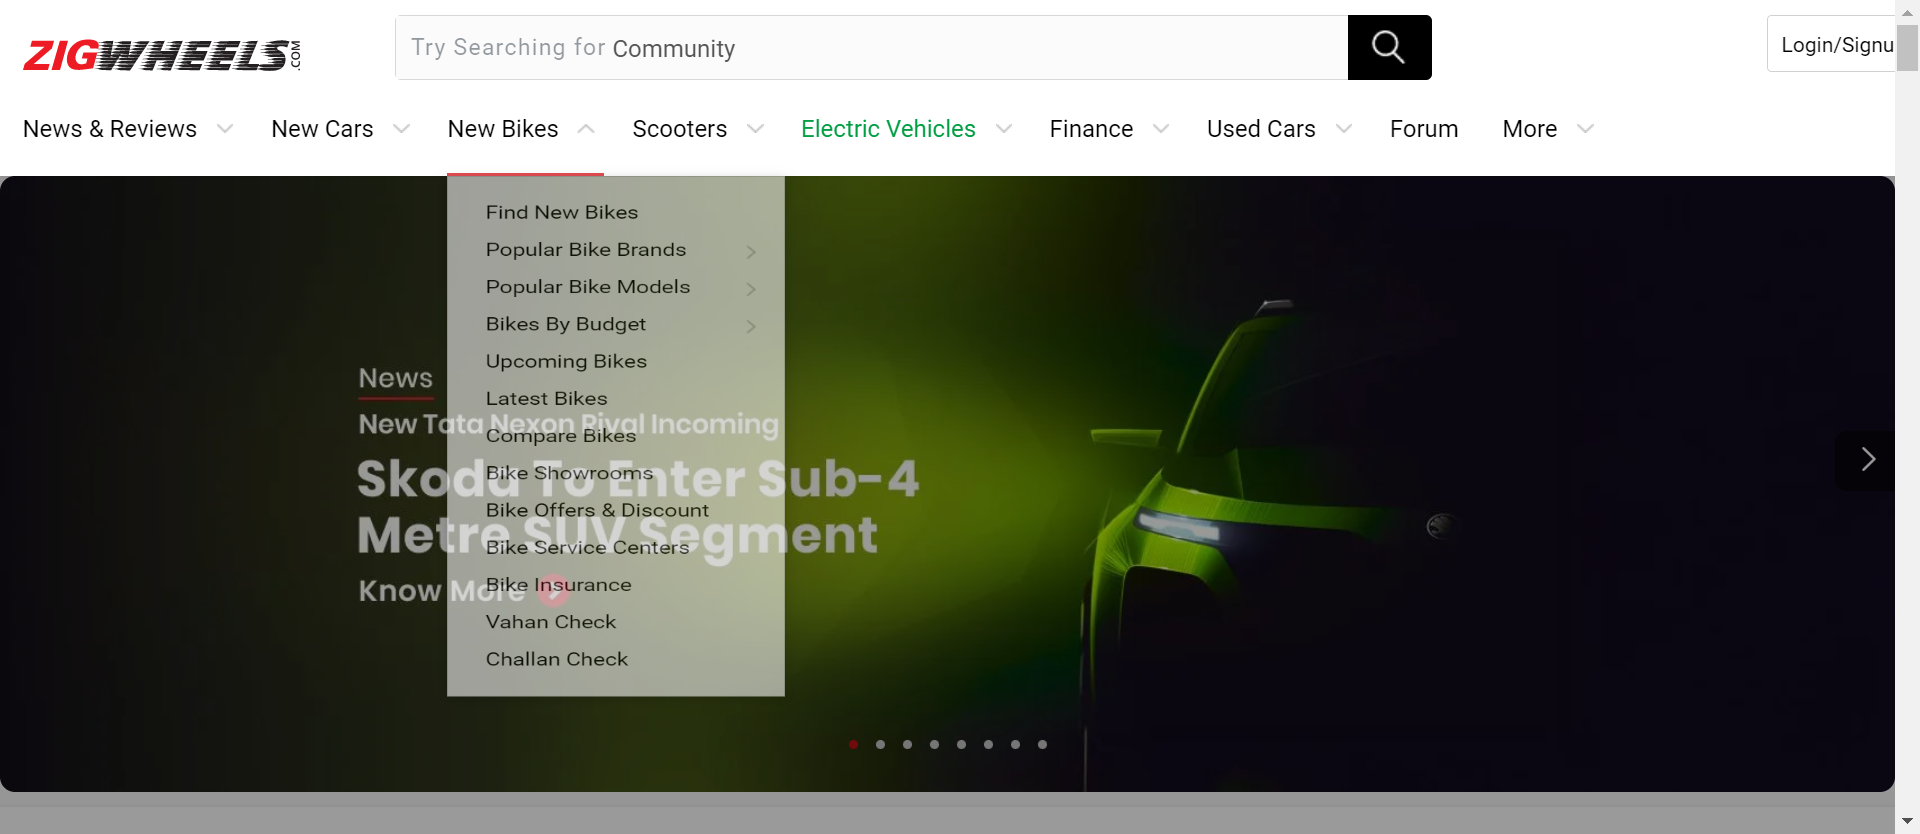 ZIGWHEELS.COM
Try Searching for Community
Login/Signu
News & Reviews
New Cars
New Bikes
Scooters
Electric Vehicles
Finance
Used Cars
Forum
More
Find New Bikes
Popular Bike Brands
Popular Bike Models
Bikes By Budget
Upcoming Bikes
Latest Bikes
Compare Bikes
Bike Showrooms
Bike Offers & Discount
Bike Service Centers
Bike Insurance
Vahan Check
Challan Check
News
New Tata Nexon Rival Incoming
Skoda To Enter Sub-4
Metre SUV Segment
Know More